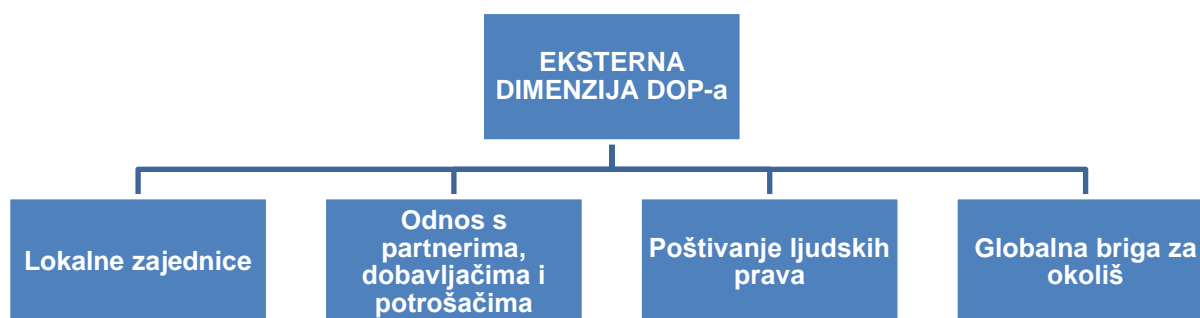 EKSTERNA
DIMENZIJA DOP-a
Lokalne zajednice
Odnos s
partnerima,
dobavljačima i
potrošačima
Poštivanje ljudskih
prava
Globalna briga za
okoliš